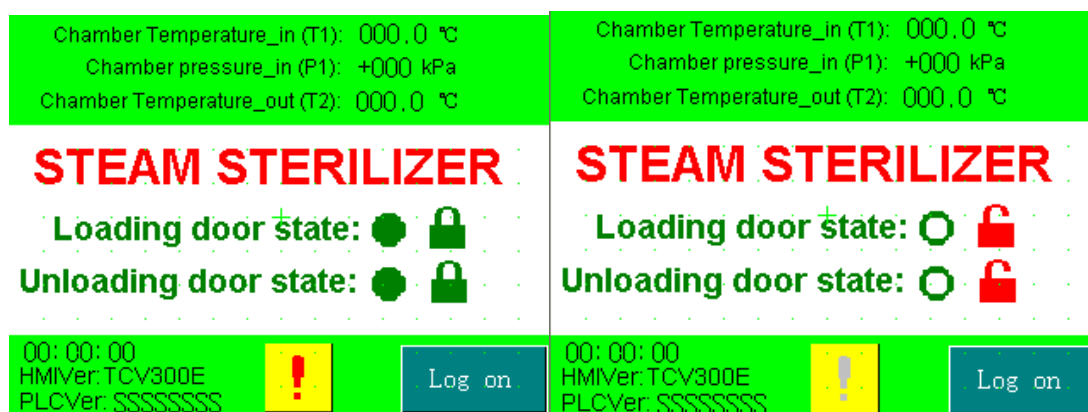 Chamber Temperature_in (T1): 000.0 ℃
Chamber pressure_in (P1): +000 kPa
Chamber Temperature_out (T2): 000.0 ℃
STEAM STERILIZER
Loading door state:
Unloading door state:
00:00:00
HMIVer:TCV300E
PLCVer:SSSSSSSS
!
Log on
Chamber Temperature_in (T1): 000.0 ℃
Chamber pressure_in (P1): +000 kPa
Chamber Temperature_out (T2): 000.0 ℃
STEAM STERILIZER
Loading door state:
Unloading door state:
00:00:00
HMIVer:TCV300E
PLCVer:SSSSSSSS
!
Log on